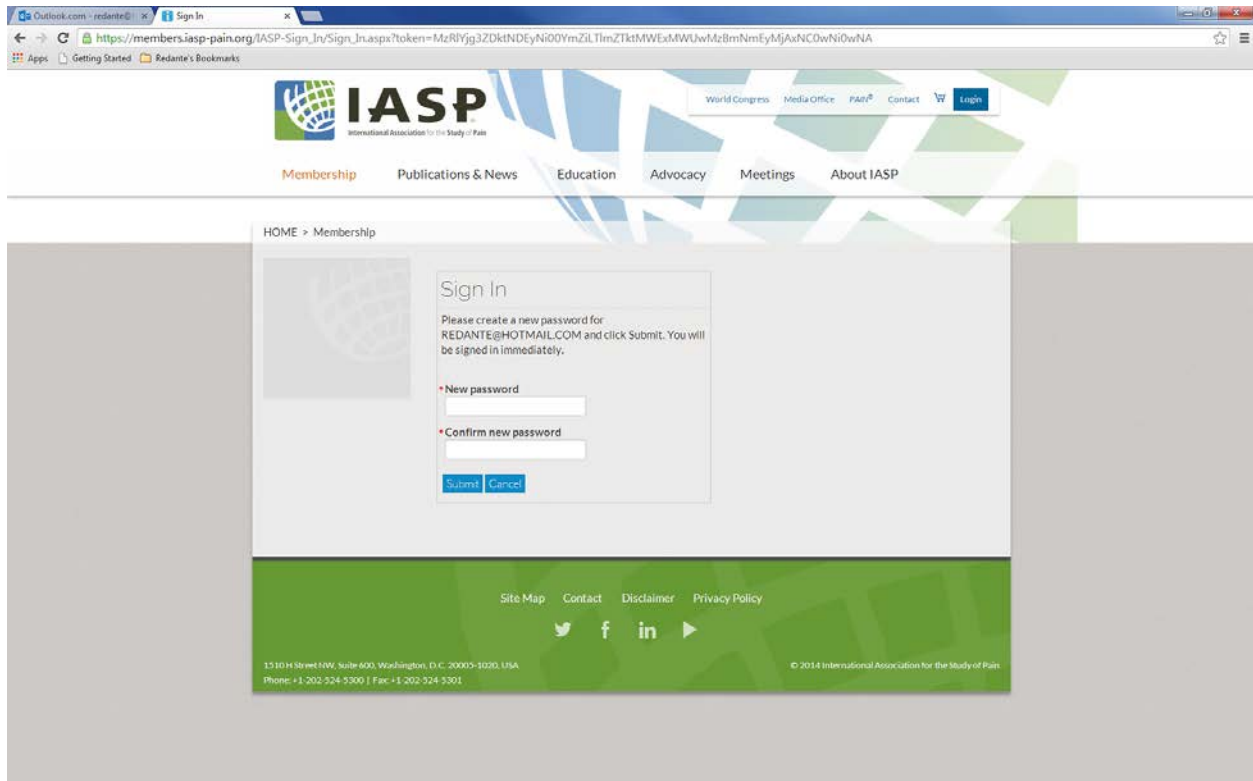 Outlook.com - redante@
Sign In
https://members.iasp-pain.org/IASP-Sign_In/Sign_In.aspx?token=
Apps Getting Started Redante's Bookmarks
IASP
International Association for the Study of Pain
World Congress Media Office PAIN® Contact Login
Membership Publications & News Education Advocacy Meetings About IASP
HOME > Membership
Sign In
Please create a new password for
REDANTE@HOTMAIL.COM and click Submit. You will
be signed in immediately.
* New password
* Confirm new password
Submit Cancel
Site Map Contact Disclaimer Privacy Policy
1510 H Street NW, Suite 600, Washington, D.C. 20005-1020, USA
Phone: +1-202-524-5300 | Fax: +1-202-524-5301
© 2014 International Association for the Study of Pain